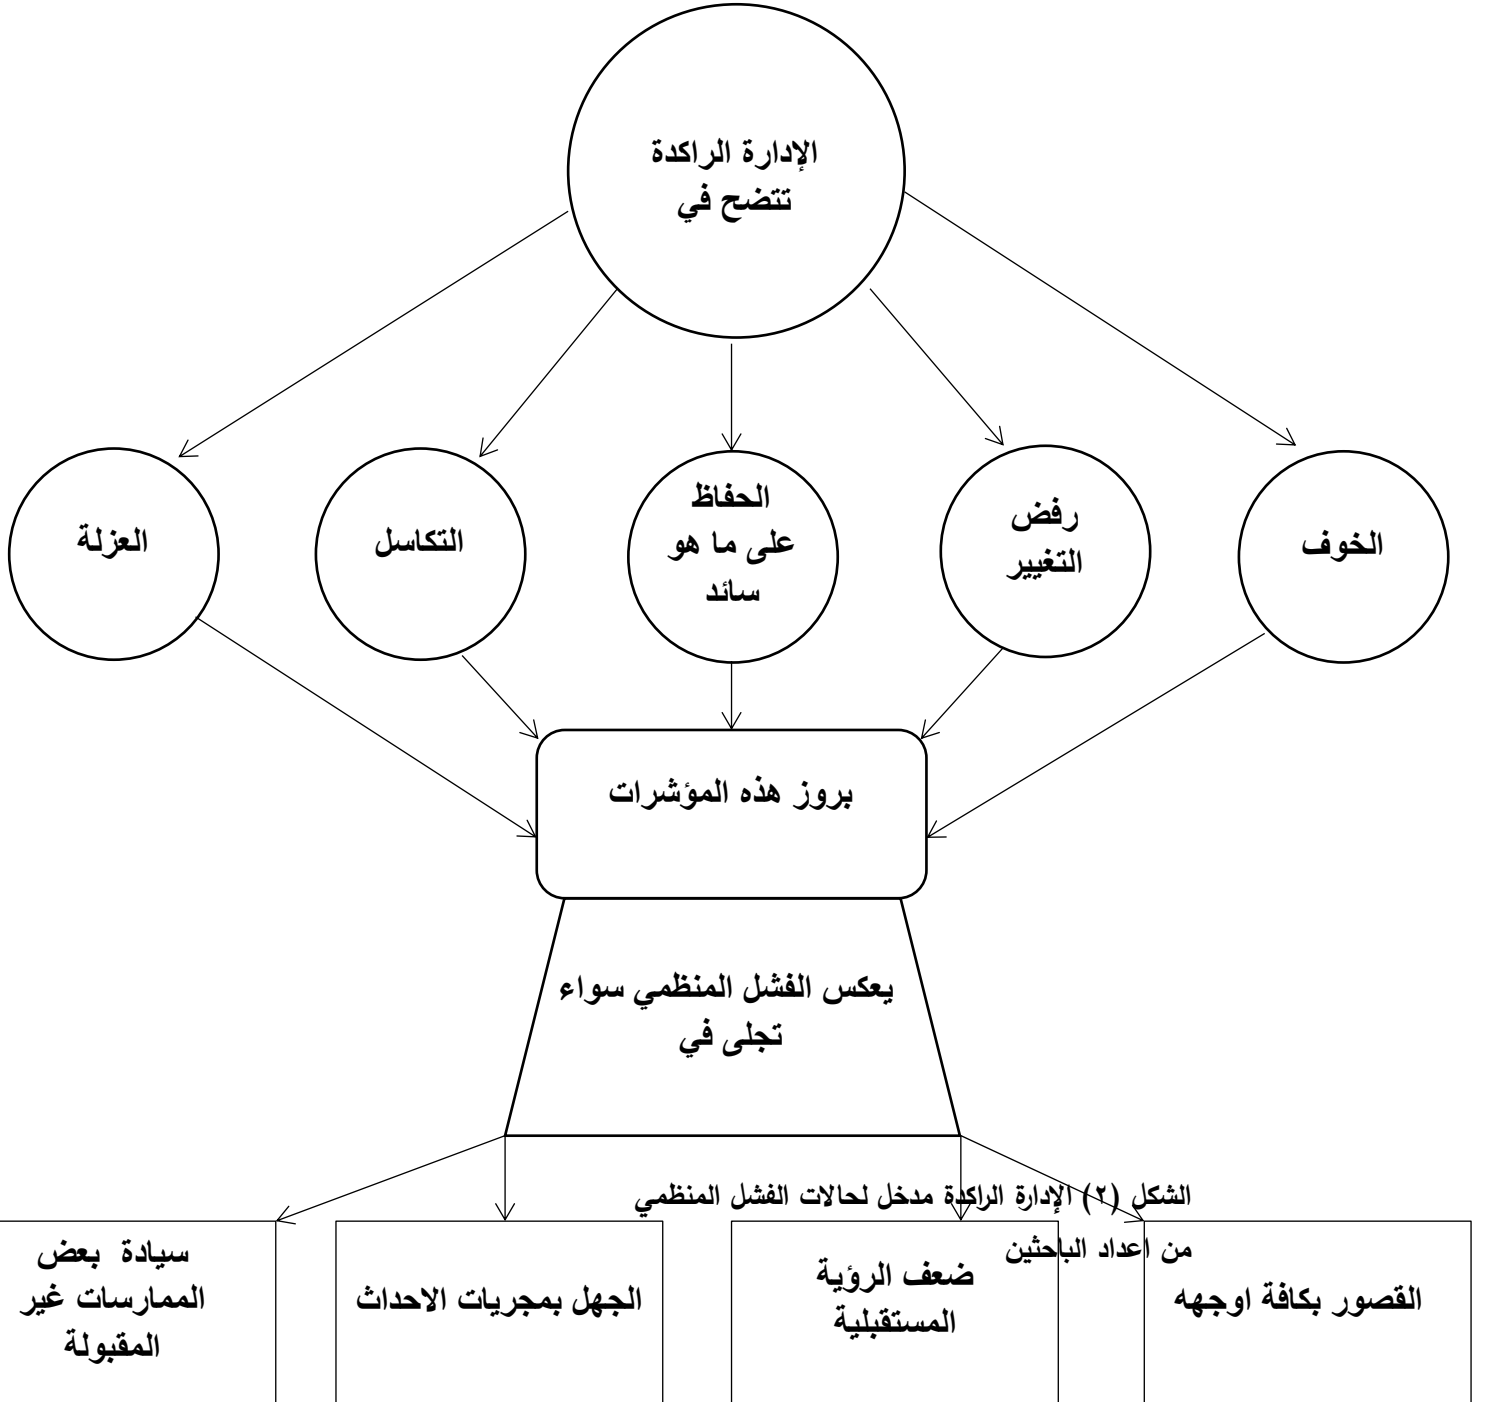 الإدارة الراكدة
تتضح في
الخوف
رفض
التغيير
الحفاظ
على ما هو
سائد
التكاسل
العزلة
بروز هذه المؤشرات
يعكس الفشل المنظمي سواء
تجلى في
الشكل (٢) الإدارة الراكدة مدخل لحالات الفشل المنظمي
من اعداد الباحثين
القصور بكافة اوجهه
ضعف الرؤية
المستقبلية
الجهل بمجريات الاحداث
سيادة بعض
الممارسات غير
المقبولة